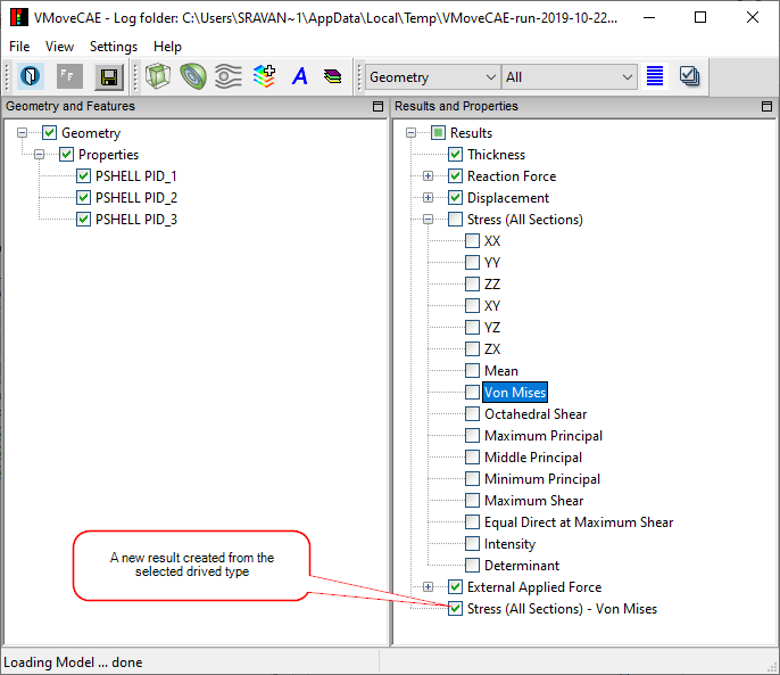 VMoveCAE - Log folder: C:\Users\SRAVAN~1\AppData\Local\Temp\VMoveCAE-run-2019-10-22...
File View Settings Help
Geometry All
Geometry and Features
Geometry
Properties
PSHELL PID_1
PSHELL PID_2
PSHELL PID_3
Results and Properties
Results
Thickness
Reaction Force
Displacement
Stress (All Sections)
XX
YY
ZZ
XY
YZ
ZX
Mean
Von Mises
Octahedral Shear
Maximum Principal
Middle Principal
Minimum Principal
Maximum Shear
Equal Direct at Maximum Shear
Intensity
Determinant
External Applied Force
Stress (All Sections) - Von Mises
A new result created from the
selected drived type
Loading Model ... done